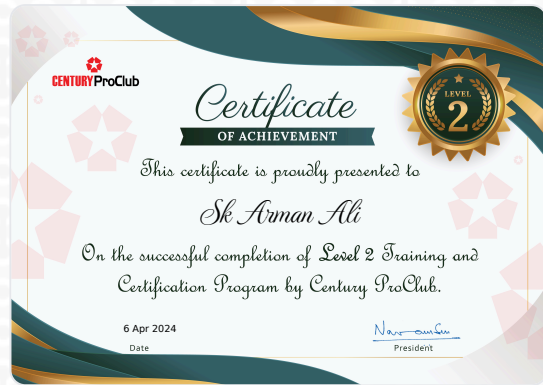 CENTURY ProClub
Certificate
OF ACHIEVEMENT
LEVEL
2
This certificate is proudly presented to
Sk Arman Ali
On the successful completion of Level 2 Training and
Certification Program by Century ProClub.
6 Apr 2024
Date
President